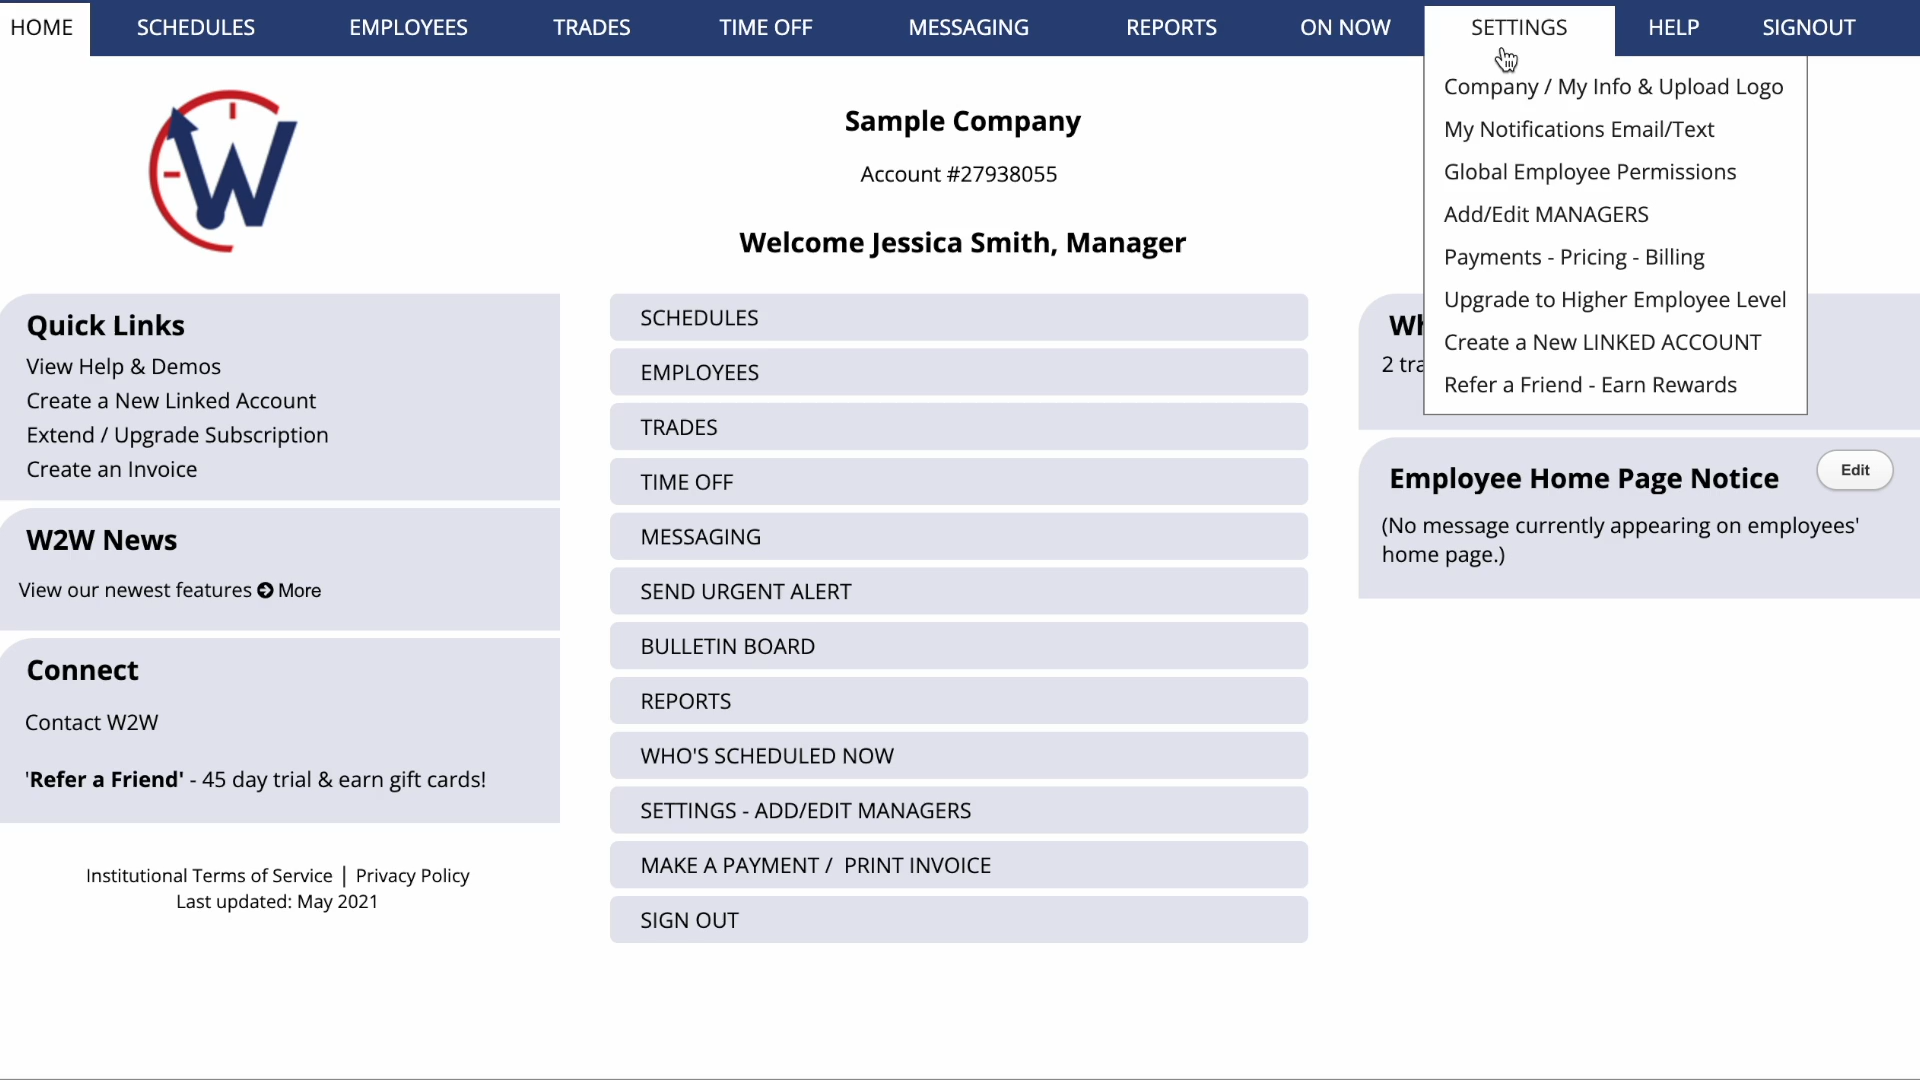 HOME SCHEDULES EMPLOYEES TRADES TIME OFF MESSAGING REPORTS ON NOW SETTINGS HELP SIGNOUT
Company / My Info & Upload Logo
My Notifications Email/Text
Global Employee Permissions
Add/Edit MANAGERS
Payments - Pricing - Billing
Upgrade to Higher Employee Level
Create a New LINKED ACCOUNT
Refer a Friend - Earn Rewards
W
Sample Company
Account #27938055
Welcome Jessica Smith, Manager
Quick Links
View Help & Demos
Create a New Linked Account
Extend / Upgrade Subscription
Create an Invoice
W2W News
View our newest features More
Connect
Contact W2W
'Refer a Friend' - 45 day trial & earn gift cards!
Institutional Terms of Service | Privacy Policy
Last updated: May 2021
SCHEDULES
EMPLOYEES
TRADES
TIME OFF
MESSAGING
SEND URGENT ALERT
BULLETIN BOARD
REPORTS
WHO'S SCHEDULED NOW
SETTINGS - ADD/EDIT MANAGERS
MAKE A PAYMENT / PRINT INVOICE
SIGN OUT
2
Employee Home Page Notice Edit
(No message currently appearing on employees'
home page.)